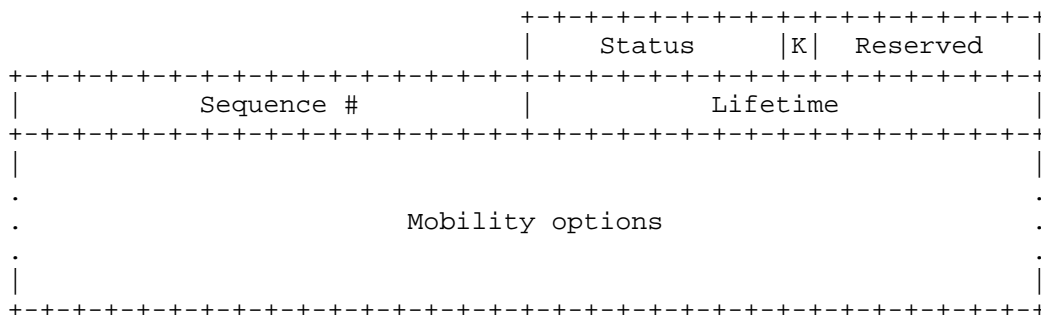 +-+-+-+-+-+-+-+-+-+-+-+-+-+-+-+-+
                                |    Status     |K|  Reserved   |
+-+-+-+-+-+-+-+-+-+-+-+-+-+-+-+-+-+-+-+-+-+-+-+-+-+-+-+-+-+-+-+-+
|           Sequence #          |           Lifetime            |
+-+-+-+-+-+-+-+-+-+-+-+-+-+-+-+-+-+-+-+-+-+-+-+-+-+-+-+-+-+-+-+-+
|                                                               |
.                                                               .
.                        Mobility options                       .
.                                                               .
|                                                               |
+-+-+-+-+-+-+-+-+-+-+-+-+-+-+-+-+-+-+-+-+-+-+-+-+-+-+-+-+-+-+-+-+